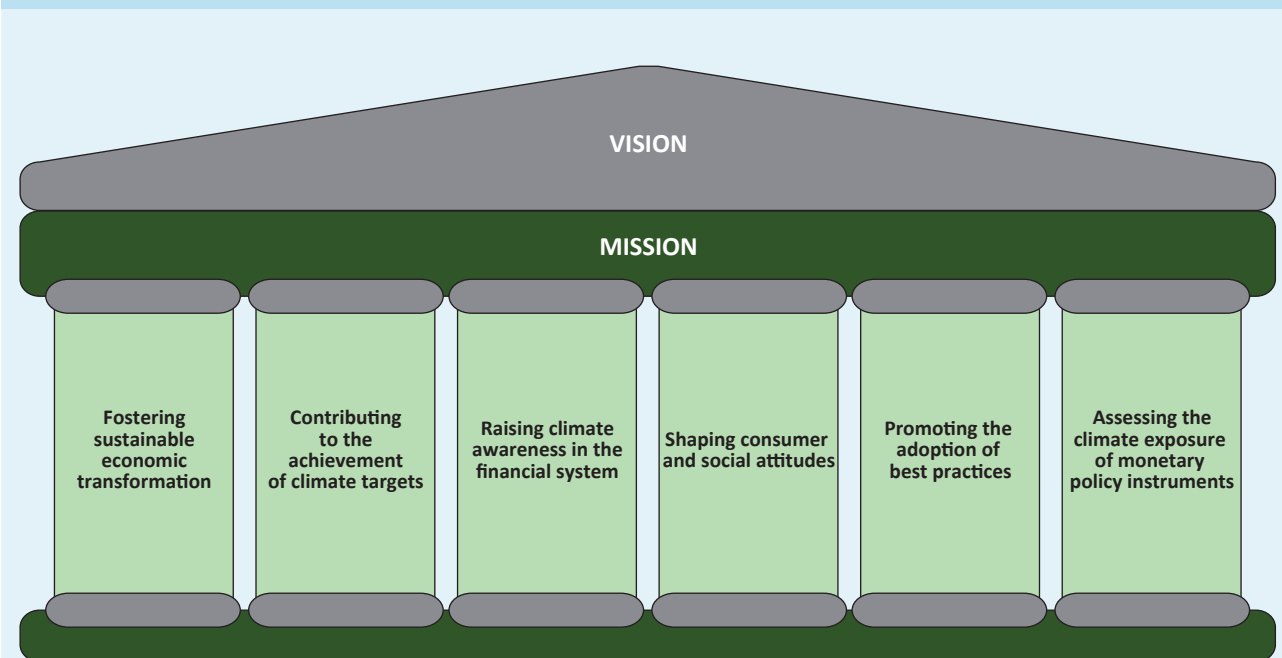 VISION
MISSION
Fostering
sustainable
economic
transformation
Contributing
to the
achievement
of climate targets
Raising climate
awareness in the
financial system
Shaping consumer
and social attitudes
Promoting the
adoption of
best practices
Assessing the
climate exposure
of monetary
policy instruments